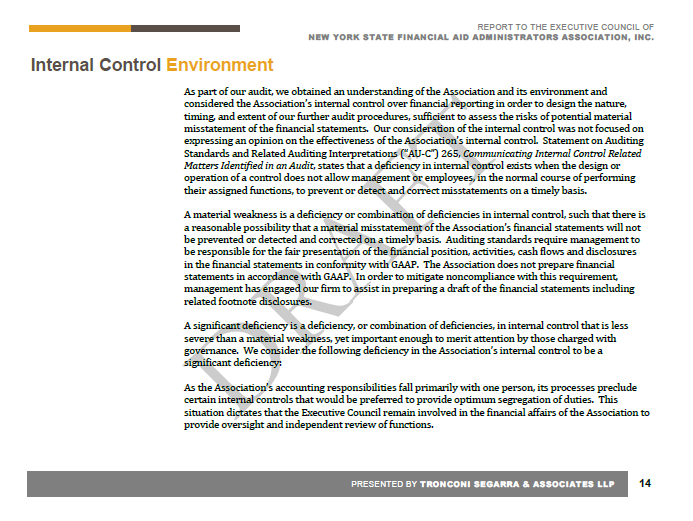 REPORT TO THE EXECUTIVE COUNCIL OF
NEW YORK STATE FINANCIAL AID ADMINISTRATORS ASSOCIATION, INC.
Internal Control Environment
As part of our audit, we obtained an understanding of the Association and its environment and
considered the Association's internal control over financial reporting in order to design the nature,
timing, and extent of our further audit procedures, sufficient to assess the risks of potential material
misstatement of the financial statements. Our consideration of the internal control was not focused on
expressing an opinion on the effectiveness of the Association's internal control. Statement on Auditing
Standards and Related Auditing Interpretations ("AU-C") 265, Communicating Internal Control Related
Matters Identified in an Audit, states that a deficiency in internal control exists when the design or
operation of a control does not allow management or employees, in the normal course of performing
their assigned functions, to prevent or detect and correct misstatements on a timely basis.
A material weakness is a deficiency or combination of deficiencies in internal control, such that there is
a reasonable possibility that a material misstatement of the Association's financial statements will not
be prevented or detected and corrected on a timely basis. Auditing standards require management to
be responsible for the fair presentation of the financial position, activities, cash flows and disclosures
in the financial statements in conformity with GAAP. The Association does not prepare financial
statements in accordance with GAAP. In order to mitigate noncompliance with this requirement,
management has engaged our firm to assist in preparing a draft of the financial statements including
related footnote disclosures.
A significant deficiency is a deficiency, or combination of deficiencies, in internal control that is less
severe than a material weakness, yet important enough to merit attention by those charged with
governance. We consider the following deficiency in the Association's internal control to be a
significant deficiency:
As the Association's accounting responsibilities fall primarily with one person, its processes preclude
certain internal controls that would be preferred to provide optimum segregation of duties. This
situation dictates that the Executive Council remain involved in the financial affairs of the Association to
provide oversight and independent review of functions.
DRAFT
PRESENTED BY TRONCONI SEGARRA & ASSOCIATES LLP 14